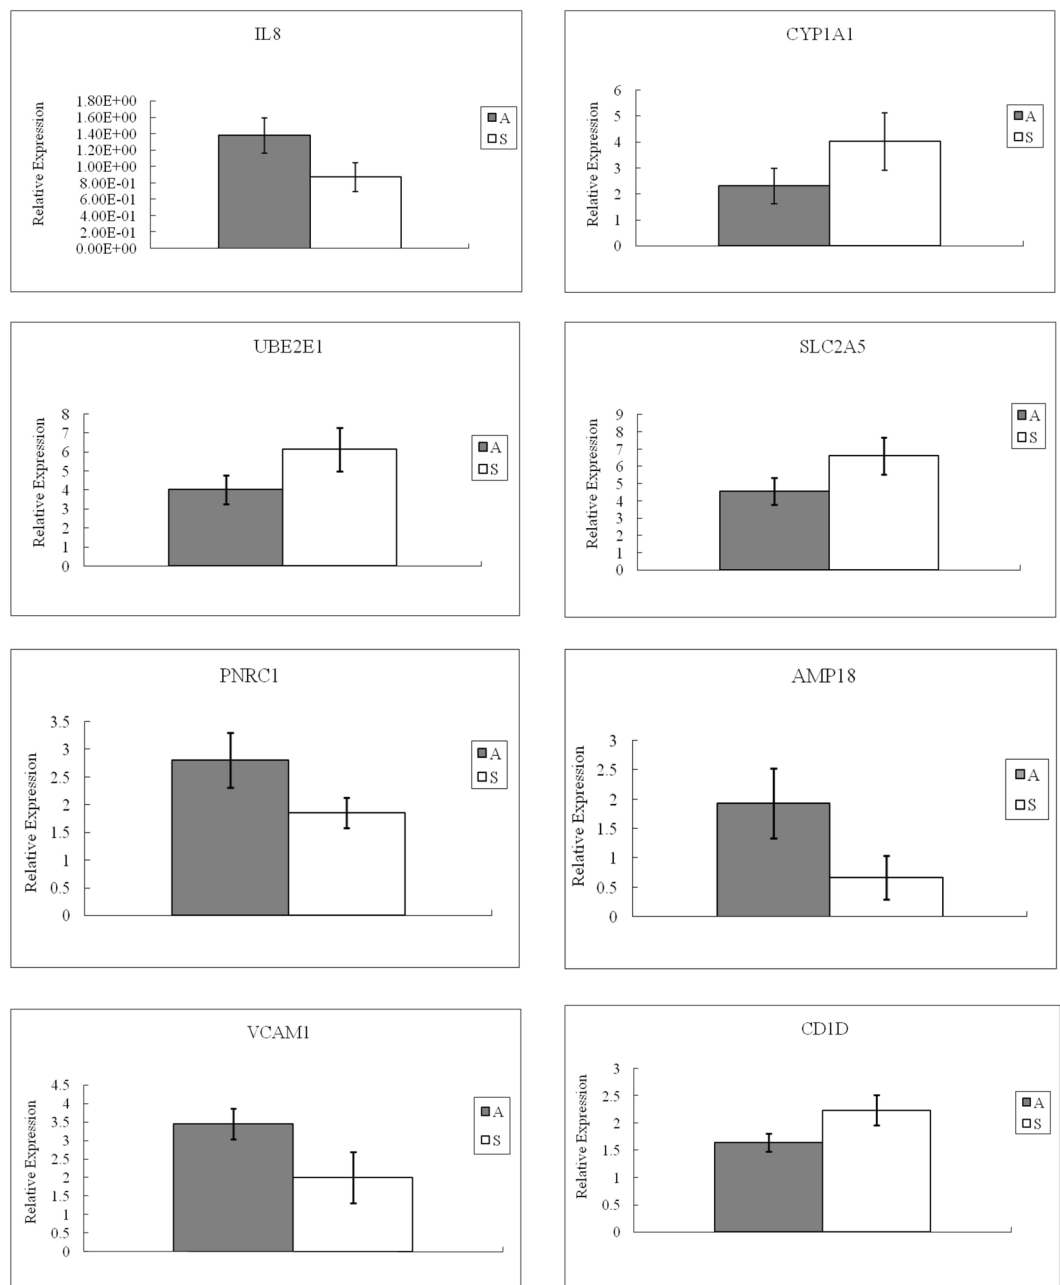 IL8
Relative Expression
1.80E+00
1.60E+00
1.40E+00
1.20E+00
1.00E+00
8.00E-01
6.00E-01
4.00E-01
2.00E-01
0.00E+00
A
S
CYP1A1
Relative Expression
6
5
4
3
2
1
0
A
S
UBE2E1
Relative Expression
8
7
6
5
4
3
2
1
0
A
S
SLC2A5
Relative Expression
9
8
7
6
5
4
3
2
1
0
A
S
PNRC1
Relative Expression
3.5
3
2.5
2
1.5
1
0.5
0
A
S
AMP18
Relative Expression
3
2.5
2
1.5
1
0.5
0
A
S
VCAM1
Relative Expression
4.5
4
3.5
3
2.5
2
1.5
1
0.5
0
A
S
CD1D
Relative Expression
3
2.5
2
1.5
1
0.5
0
A
S